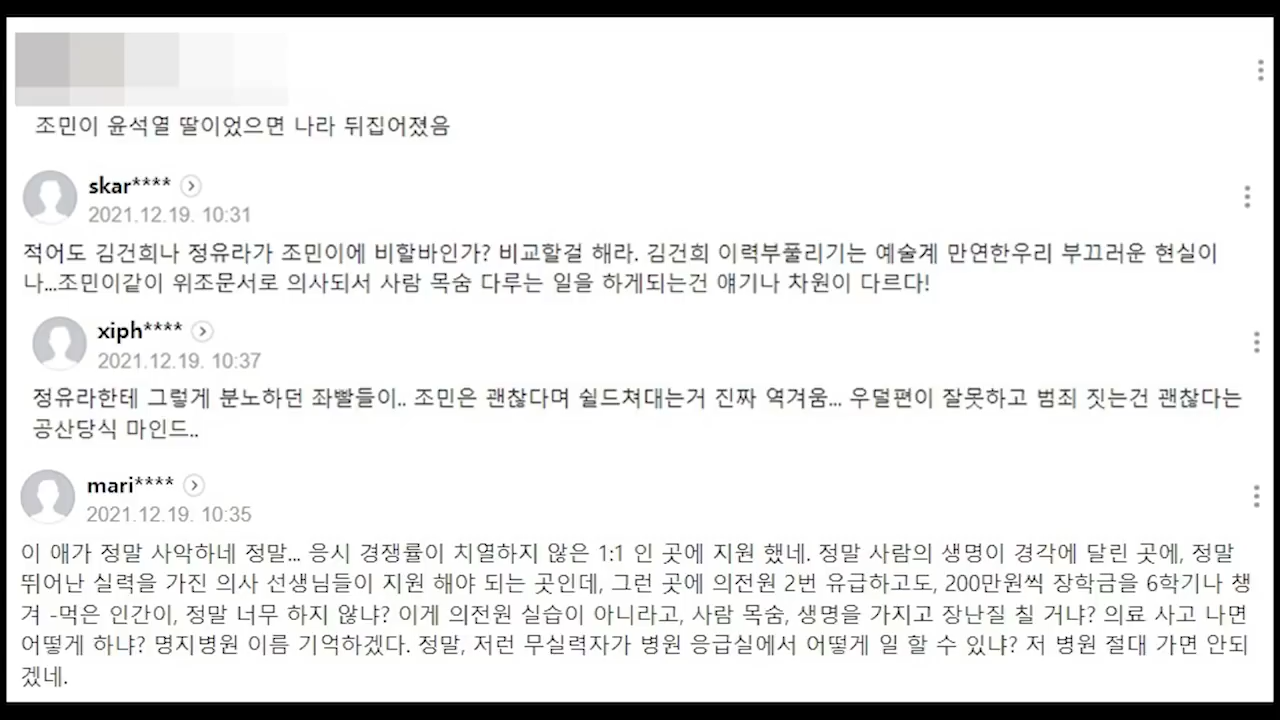 조민이 윤석열 딸이었으면 나라 뒤집어졌음
skar****
2021.12.19. 10:31
적어도 김건희나 정유라가 조민이에 비할바인가? 비교할걸 해라. 김건희 이력부풀리기는 예술계 만연한우리 부끄러운 현실이
나...조민이같이 위조문서로 의사되서 사람 목숨 다루는 일을 하게되는건 얘기나 차원이 다르다!
xiph****
2021.12.19. 10:37
정유라한테 그렇게 분노하던 좌빨들이.. 조민은 괜찮다며 쉴드쳐대는거 진짜 역겨움... 우덜편이 잘못하고 범죄 짓는건 괜찮다는
공산당식 마인드..
mari****
2021.12.19. 10:35
이 애가 정말 사악하네 정말... 응시 경쟁률이 치열하지 않은 1:1 인 곳에 지원 했네. 정말 사람의 생명이 경각에 달린 곳에, 정말
뛰어난 실력을 가진 의사 선생님들이 지원 해야 되는 곳인데, 그런 곳에 의전원 2번 유급하고도, 200만원씩 장학금을 6학기나 챙
겨 -먹은 인간이, 정말 너무 하지 않냐? 이게 의전원 실습이 아니라고, 사람 목숨, 생명을 가지고 장난질 칠 거냐? 의료 사고 나면
어떻게 하냐? 명지병원 이름 기억하겠다. 정말, 저런 무실력자가 병원 응급실에서 어떻게 일 할 수 있냐? 저 병원 절대 가면 안되
겠네.